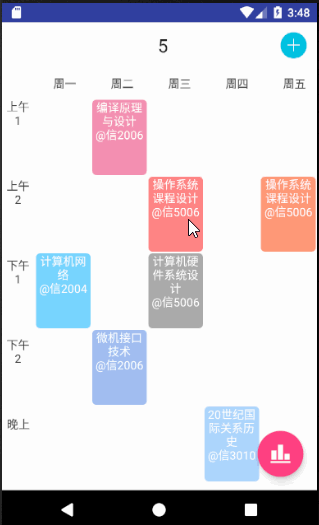 3:48
5
周一 周二 周三 周四 周五
上午
1
编译原理
与设计
@信2006
上午
2
操作系统
课程设计
@信5006
操作系统
课程设计
@信5006
下午
1
计算机网
络
@信2004
计算机硬
件系统设
计
@信5006
下午
2
微机接口
技术
@信2006
晚上
20世纪国
际关系历
史
@信3010